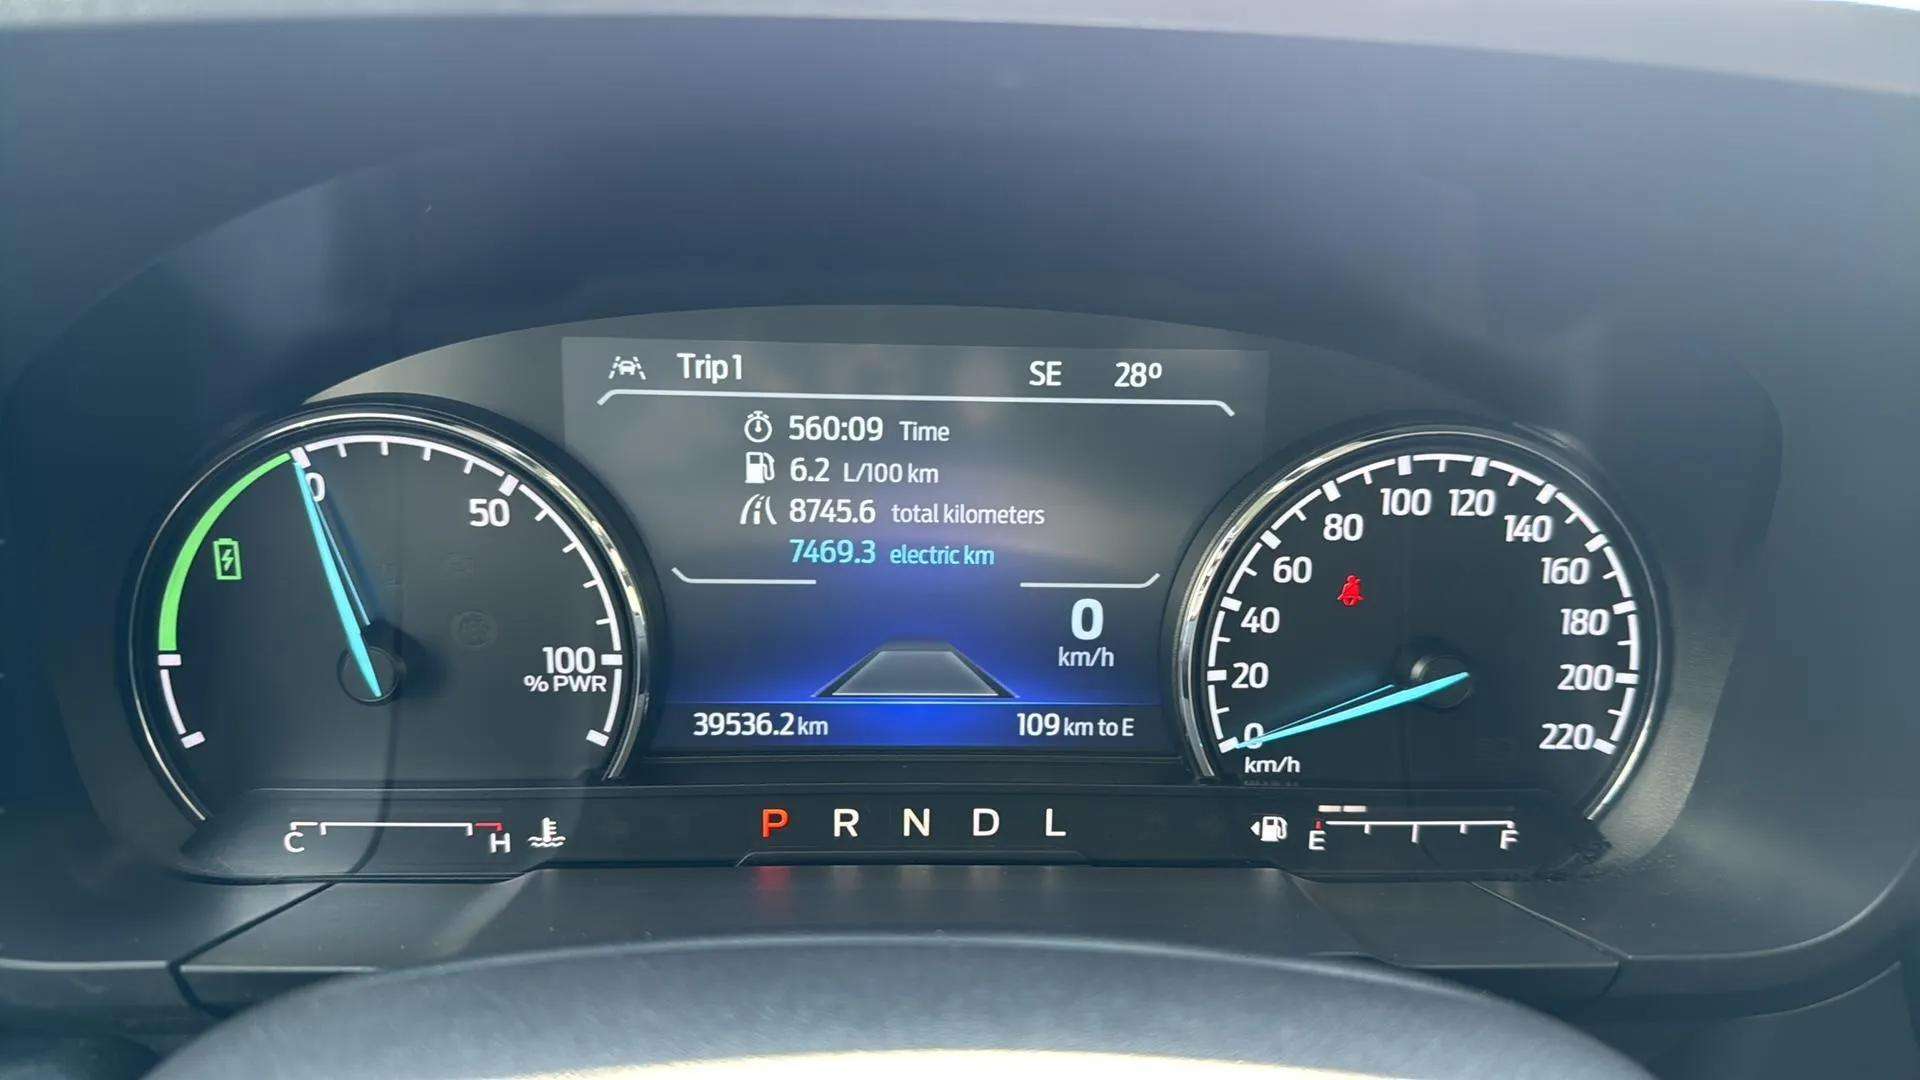 Trip 1 SE 28º
560:09 Time
6.2 L/100 km
8745.6 total kilometers
7469.3 electric km
0
50
100
% PWR
0
km/h
39536.2 km 109 km to E
0
20
40
60
80
100
120
140
160
180
200
220
km/h
C H
P R N D L
E F